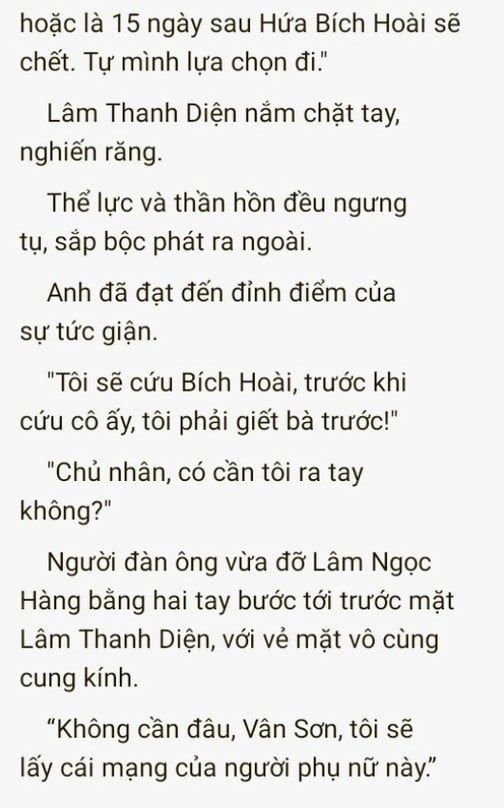 hoặc là 15 ngày sau Hứa Bích Hoài sẽ
chết. Tự mình lựa chọn đi."
Lâm Thanh Diện nắm chặt tay,
nghiến răng.
Thể lực và thần hồn đều ngưng
tụ, sắp bộc phát ra ngoài.
Anh đã đạt đến đỉnh điểm của
sự tức giận.
"Tôi sẽ cứu Bích Hoài, trước khi
cứu cô ấy, tôi phải giết bà trước!"
"Chủ nhân, có cần tôi ra tay
không?"
Người đàn ông vừa đỡ Lâm Ngọc
Hàng bằng hai tay bước tới trước mặt
Lâm Thanh Diện, với vẻ mặt vô cùng
cung kính.
“Không cần đâu, Vân Sơn, tôi sẽ
lấy cái mạng của người phụ nữ này.”